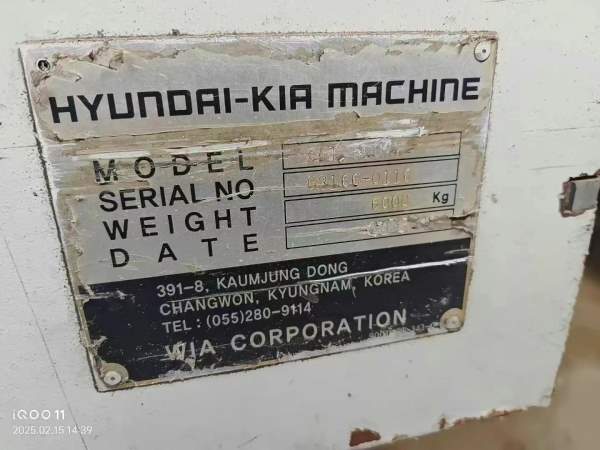 HYUNDAI-KIA MACHINE
MODEL
SERIAL NO
WEIGHT Kg
DATE
391-8, KAUMJUNG DONG
CHANGWON, KYUNGNAM, KOREA
TEL : (055)280-9114
WIA CORPORATION
iQOO 11
2025.02.15 14:39